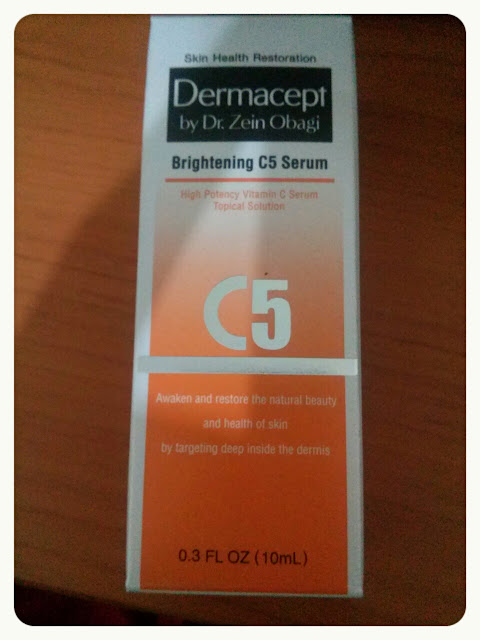 Skin Health Restoration
Dermacept
by Dr. Zein Obagi
Brightening C5 Serum
High Potency Vitamin C Serum
Topical Solution
C5
Awaken and restore the natural beauty
and health of skin
by targeting deep inside the dermis
0.3 FL OZ (10mL)